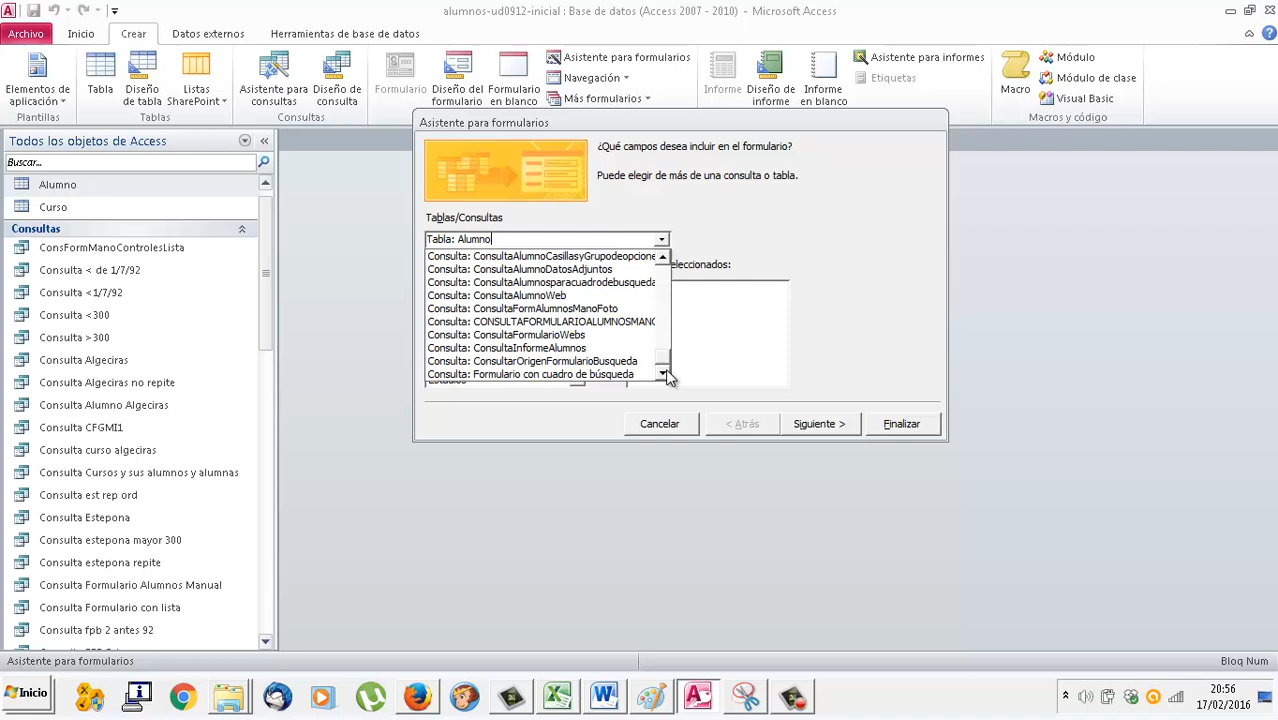 alumnos-ud0912-inicial : Base de datos (Access 2007 - 2010) - Microsoft Access
Archivo Inicio Crear Datos externos Herramientas de base de datos
Elementos de aplicación
Tabla
Diseño de tabla
Listas SharePoint
Asistente para consultas
Diseño de consulta
Formulario
Diseño del formulario
Formulario en blanco
Asistente para formularios
Navegación
Más formularios
Informe
Diseño de informe
Informe en blanco
Asistente para informes
Etiquetas
Macro
Módulo
Módulo de clase
Visual Basic
Plantillas Tablas Consultas Macros y código
Todos los objetos de Access
Buscar...
Alumno
Curso
Consultas
ConsFormManoControlesLista
Consulta < de 1/7/92
Consulta <1/7/92
Consulta <300
Consulta >300
Consulta Algeciras
Consulta Alumno Algeciras
Consulta CFGMI1
Consulta curso algeciras
Consulta Cursos y sus alumnos y alumnas
Consulta est rep ord
Consulta Estepona
Consulta estepona mayor 300
Consulta estepona repite
Consulta Formulario Alumnos Manual
Consulta Formulario con lista
Consulta fpb 2 antes 92
Asistente para formularios
¿Qué campos desea incluir en el formulario?
Puede elegir de más de una consulta o tabla.
Tablas/Consultas
Tabla: Alumno
Consulta: ConsultaAlumnoCasillasyGrupodeopcione
Consulta: ConsultaAlumnoDatosAdjuntos
Consulta: ConsultaAlumnosparacuadrodebusqueda
Consulta: ConsultaAlumnoWeb
Consulta: ConsultaFormAlumnosManoFoto
Consulta: CONSULTAFORMULARIOALUMNOSMANO
Consulta: ConsultaFormularioWebs
Consulta: ConsultaInformeAlumnos
Consulta: ConsultarOrigenFormularioBusqueda
Consulta: Formulario con cuadro de búsqueda
eleccionados:
Estudios
Cancelar < Atrás Siguiente > Finalizar
Asistente para formularios Bloq Num
Inicio
20:56
17/02/2016